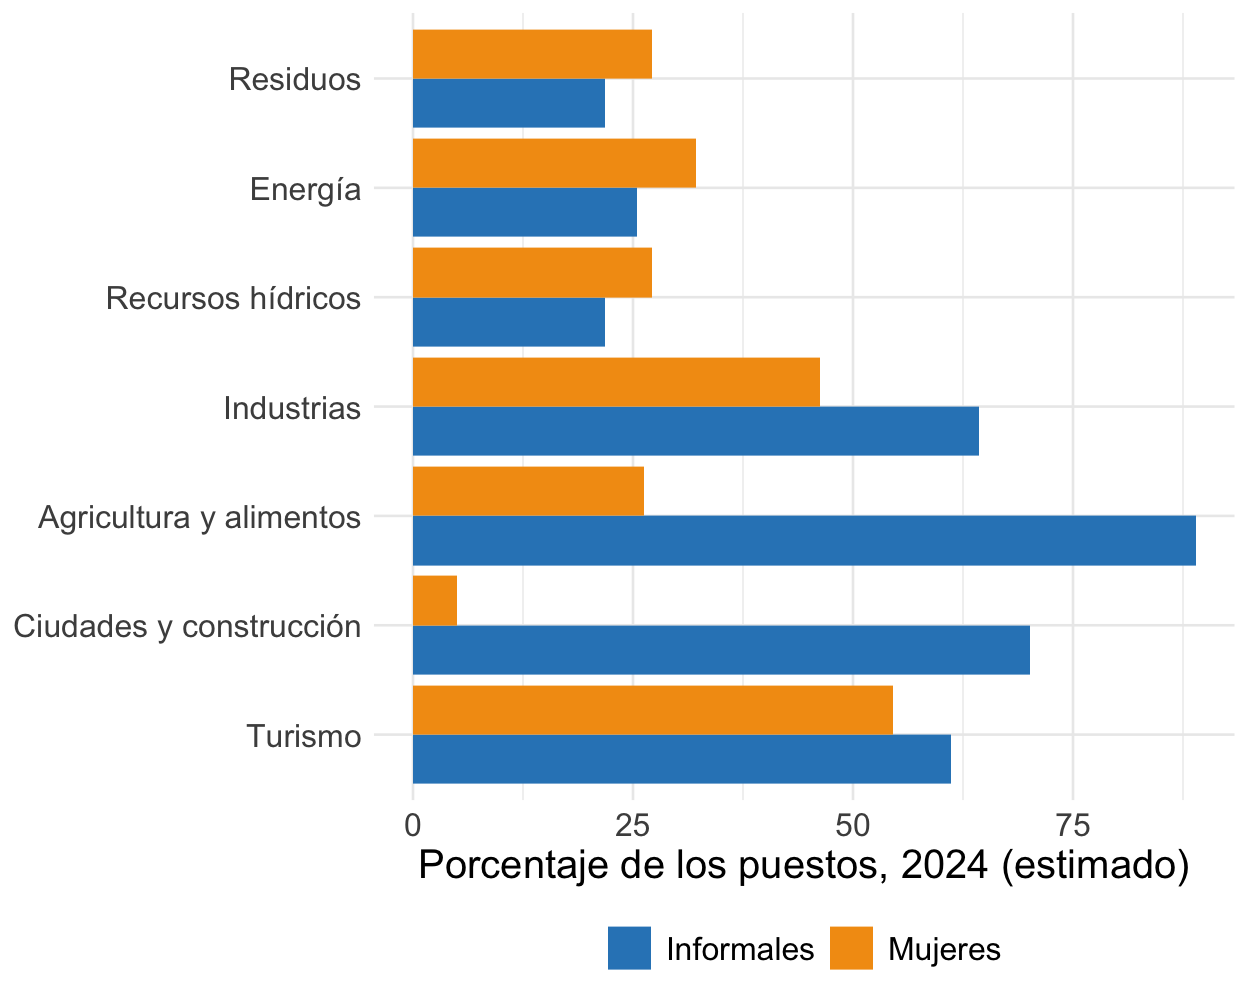 Residuos
Energía
Recursos hídricos
Industrias
Agricultura y alimentos
Ciudades y construcción
Turismo
0 25 50 75
Porcentaje de los puestos, 2024 (estimado)
Informales Mujeres